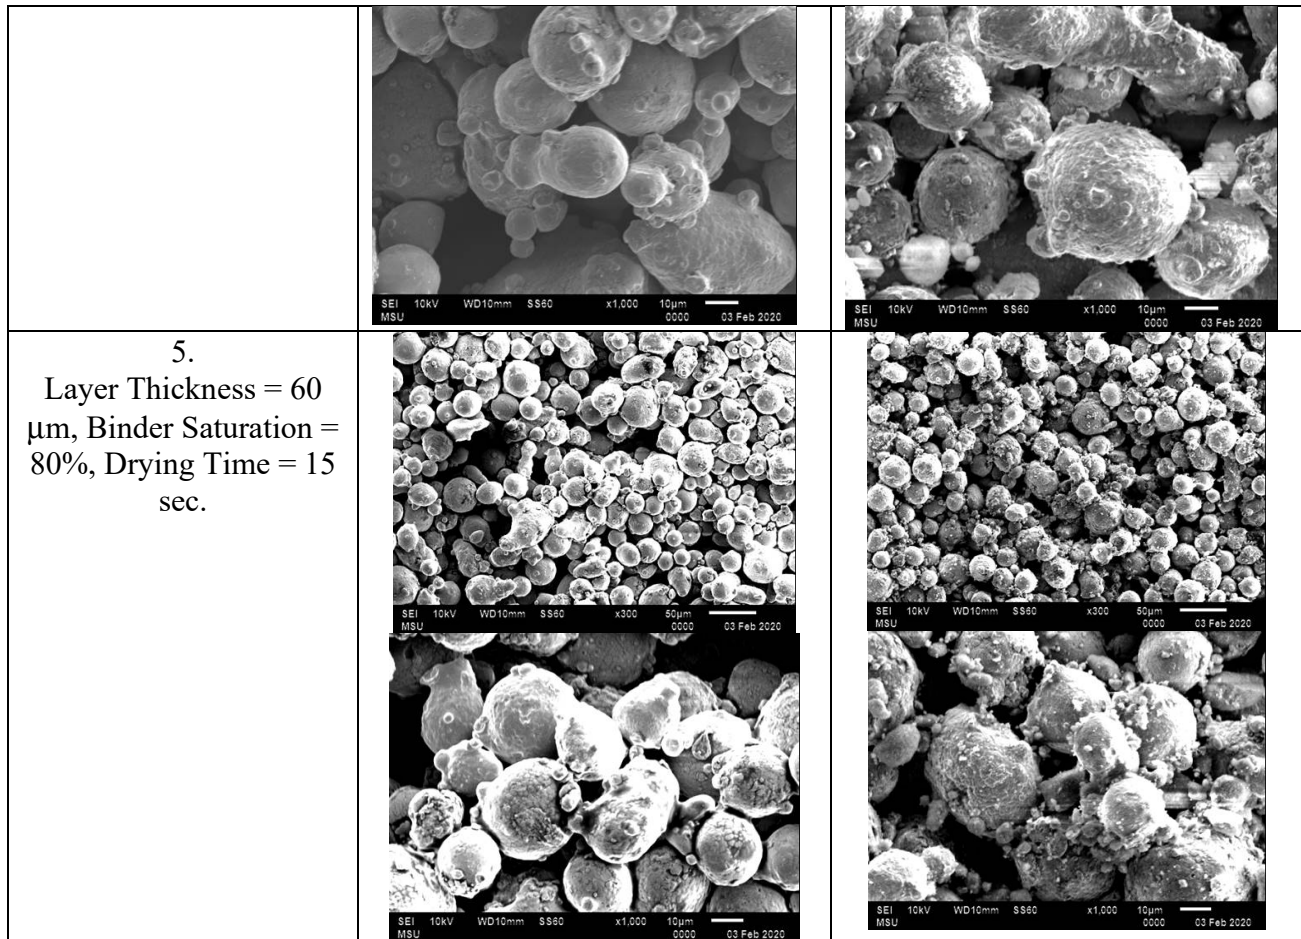 SEI 10kV WD10mm SS60 x1,000 10µm
MSU 0000 03 Feb 2020
SEI 10kV WD10mm SS60 x1,000 10µm
MSU 0000 03 Feb 2020
5.
Layer Thickness = 60
µm, Binder Saturation =
80%, Drying Time = 15
sec.
SEI 10kV WD10mm SS60 x300 50µm
MSU 0000 03 Feb 2020
SEI 10kV WD10mm SS60 x300 50µm
MSU 0000 03 Feb 2020
SEI 10kV WD10mm SS60 x1,000 10µm
MSU 0000 03 Feb 2020
SEI 10kV WD10mm SS60 x1,000 10µm
MSU 0000 03 Feb 2020